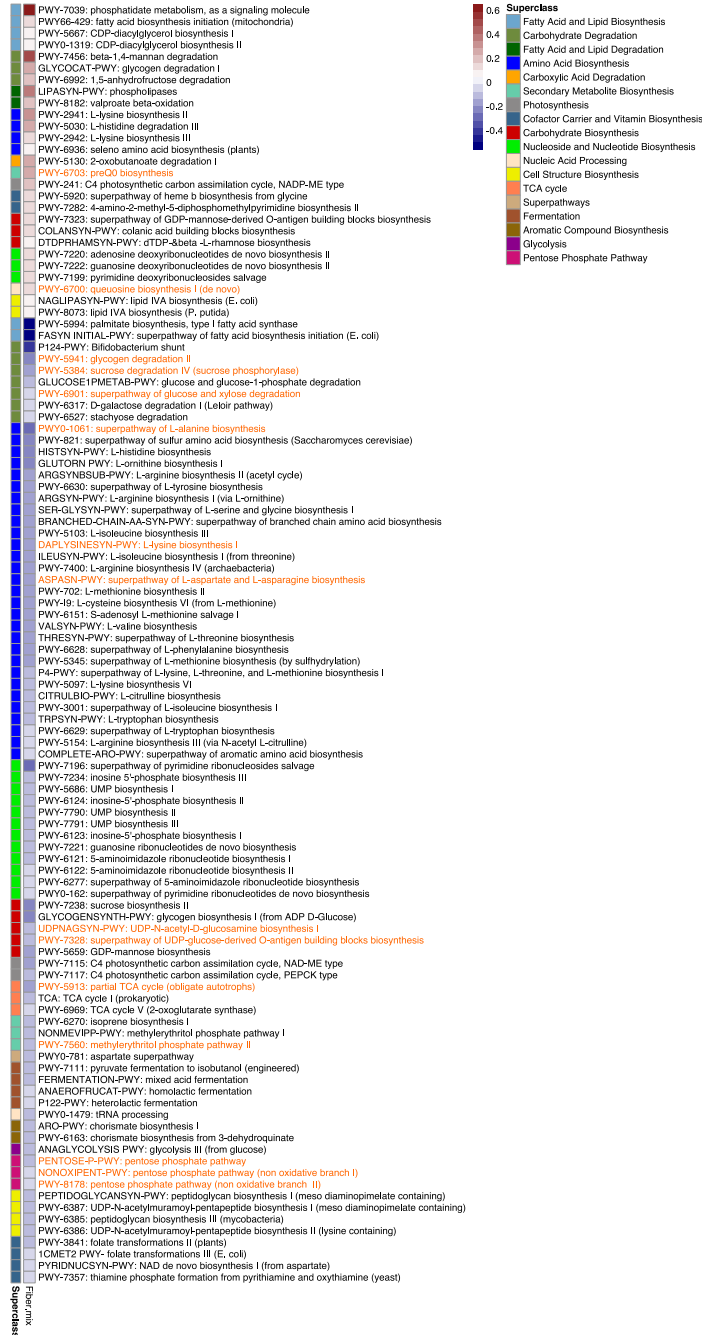 PWY-7039: phosphatidate metabolism, as a signaling molecule
PWY66-429: fatty acid biosynthesis initiation (mitochondria)
PWY-5667: CDP-diacylglycerol biosynthesis I
PWY0-1319: CDP-diacylglycerol biosynthesis II
PWY-7456: beta-1,4-mannan degradation
GLYCOCAT-PWY: glycogen degradation I
PWY-6992: 1,5-anhydrofructose degradation
LIPASYN-PWY: phospholipases
PWY-8182: valproate beta-oxidation
PWY-2941: L-lysine biosynthesis II
PWY-5030: L-histidine degradation III
PWY-2942: L-lysine biosynthesis III
PWY-6936: seleno amino acid biosynthesis (plants)
PWY-5130: 2-oxobutanoate degradation I
PWY-6703: preQ0 biosynthesis
PWY-241: C4 photosynthetic carbon assimilation cycle, NADP-ME type
PWY-5920: superpathway of heme b biosynthesis from glycine
PWY-7282: 4-amino-2-methyl-5-diphosphomethylpyrimidine biosynthesis II
PWY-7323: superpathway of GDP-mannose-derived O-antigen building blocks biosynthesis
COLANSYN-PWY: colanic acid building blocks biosynthesis
DTDPRHAMSYN-PWY: dTDP-&beta -L-rhamnose biosynthesis
PWY-7220: adenosine deoxyribonucleotides de novo biosynthesis II
PWY-7222: guanosine deoxyribonucleotides de novo biosynthesis II
PWY-7199: pyrimidine deoxyribonucleosides salvage
PWY-6700: queuosine biosynthesis I (de novo)
NAGLIPASYN-PWY: lipid IVA biosynthesis (E. coli)
PWY-8073: lipid IVA biosynthesis (P. putida)
PWY-5994: palmitate biosynthesis, type I fatty acid synthase
FASYN INITIAL-PWY: superpathway of fatty acid biosynthesis initiation (E. coli)
P124-PWY: Bifidobacterium shunt
PWY-5941: glycogen degradation II
PWY-5384: sucrose degradation IV (sucrose phosphorylase)
GLUCOSE1PMETAB-PWY: glucose and glucose-1-phosphate degradation
PWY-6901: superpathway of glucose and xylose degradation
PWY-6317: D-galactose degradation I (Leloir pathway)
PWY-6527: stachyose degradation
PWY0-1061: superpathway of L-alanine biosynthesis
PWY-821: superpathway of sulfur amino acid biosynthesis (Saccharomyces cerevisiae)
HISTSYN-PWY: L-histidine biosynthesis
GLUTORN PWY: L-ornithine biosynthesis I
ARGSYNBSUB-PWY: L-arginine biosynthesis II (acetyl cycle)
PWY-6630: superpathway of L-tyrosine biosynthesis
ARGSYN-PWY: L-arginine biosynthesis I (via L-ornithine)
SER-GLYSYN-PWY: superpathway of L-serine and glycine biosynthesis I
BRANCHED-CHAIN-AA-SYN-PWY: superpathway of branched chain amino acid biosynthesis
PWY-5103: L-isoleucine biosynthesis III
DAPLYSINESYN-PWY: L-lysine biosynthesis I
ILEUSYN-PWY: L-isoleucine biosynthesis I (from threonine)
PWY-7400: L-arginine biosynthesis IV (archaebacteria)
ASPASN-PWY: superpathway of L-aspartate and L-asparagine biosynthesis
PWY-702: L-methionine biosynthesis II
PWY-I9: L-cysteine biosynthesis VI (from L-methionine)
PWY-6151: S-adenosyl L-methionine salvage I
VALSYN-PWY: L-valine biosynthesis
THRESYN-PWY: superpathway of L-threonine biosynthesis
PWY-6628: superpathway of L-phenylalanine biosynthesis
PWY-5345: superpathway of L-methionine biosynthesis (by sulfhydrylation)
P4-PWY: superpathway of L-lysine, L-threonine, and L-methionine biosynthesis I
PWY-5097: L-lysine biosynthesis VI
CITRULBIO-PWY: L-citrulline biosynthesis
PWY-3001: superpathway of L-isoleucine biosynthesis I
TRPSYN-PWY: L-tryptophan biosynthesis
PWY-6629: superpathway of L-tryptophan biosynthesis
PWY-5154: L-arginine biosynthesis III (via N-acetyl L-citrulline)
COMPLETE-ARO-PWY: superpathway of aromatic amino acid biosynthesis
PWY-7196: superpathway of pyrimidine ribonucleosides salvage
PWY-7234: inosine 5'-phosphate biosynthesis III
PWY-5686: UMP biosynthesis I
PWY-6124: inosine-5'-phosphate biosynthesis II
PWY-7790: UMP biosynthesis II
PWY-7791: UMP biosynthesis III
PWY-6123: inosine-5'-phosphate biosynthesis I
PWY-7221: guanosine ribonucleotides de novo biosynthesis
PWY-6121: 5-aminoimidazole ribonucleotide biosynthesis I
PWY-6122: 5-aminoimidazole ribonucleotide biosynthesis II
PWY-6277: superpathway of 5-aminoimidazole ribonucleotide biosynthesis
PWY0-162: superpathway of pyrimidine ribonucleotides de novo biosynthesis
PWY-7238: sucrose biosynthesis II
GLYCOGENSYNTH-PWY: glycogen biosynthesis I (from ADP D-Glucose)
UDPNAGSYN-PWY: UDP-N-acetyl-D-glucosamine biosynthesis I
PWY-7328: superpathway of UDP-glucose-derived O-antigen building blocks biosynthesis
PWY-5659: GDP-mannose biosynthesis
PWY-7115: C4 photosynthetic carbon assimilation cycle, NAD-ME type
PWY-7117: C4 photosynthetic carbon assimilation cycle, PEPCK type
PWY-5913: partial TCA cycle (obligate autotrophs)
TCA: TCA cycle I (prokaryotic)
PWY-6969: TCA cycle V (2-oxoglutarate synthase)
PWY-6270: isoprene biosynthesis I
NONMEVIPP-PWY: methylerythritol phosphate pathway I
PWY-7560: methylerythritol phosphate pathway II
PWY0-781: aspartate superpathway
PWY-7111: pyruvate fermentation to isobutanol (engineered)
FERMENTATION-PWY: mixed acid fermentation
ANAEROFRUCAT-PWY: homolactic fermentation
P122-PWY: heterolactic fermentation
PWY0-1479: tRNA processing
ARO-PWY: chorismate biosynthesis I
PWY-6163: chorismate biosynthesis from 3-dehydroquinate
ANAGLYCOLYSIS PWY: glycolysis III (from glucose)
PENTOSE-P-PWY: pentose phosphate pathway
NONOXIPENT-PWY: pentose phosphate pathway (non oxidative branch I)
PWY-8178: pentose phosphate pathway (non oxidative branch II)
PEPTIDOGLYCANSYN-PWY: peptidoglycan biosynthesis I (meso diaminopimelate containing)
PWY-6387: UDP-N-acetylmuramoyl-pentapeptide biosynthesis I (meso diaminopimelate containing)
PWY-6385: peptidoglycan biosynthesis III (mycobacteria)
PWY-6386: UDP-N-acetylmuramoyl-pentapeptide biosynthesis II (lysine containing)
PWY-3841: folate transformations II (plants)
1CMET2 PWY- folate transformations III (E. coli)
PYRIDNUCSYN-PWY: NAD de novo biosynthesis I (from aspartate)
PWY-7357: thiamine phosphate formation from pyrithiamine and oxythiamine (yeast)
Superclass
Fiber.mix
0.6
0.4
0.2
0
-0.2
-0.4
Superclass
Fatty Acid and Lipid Biosynthesis
Carbohydrate Degradation
Fatty Acid and Lipid Degradation
Amino Acid Biosynthesis
Carboxylic Acid Degradation
Secondary Metabolite Biosynthesis
Photosynthesis
Cofactor Carrier and Vitamin Biosynthesis
Carbohydrate Biosynthesis
Nucleoside and Nucleotide Biosynthesis
Nucleic Acid Processing
Cell Structure Biosynthesis
TCA cycle
Superpathways
Fermentation
Aromatic Compound Biosynthesis
Glycolysis
Pentose Phosphate Pathway